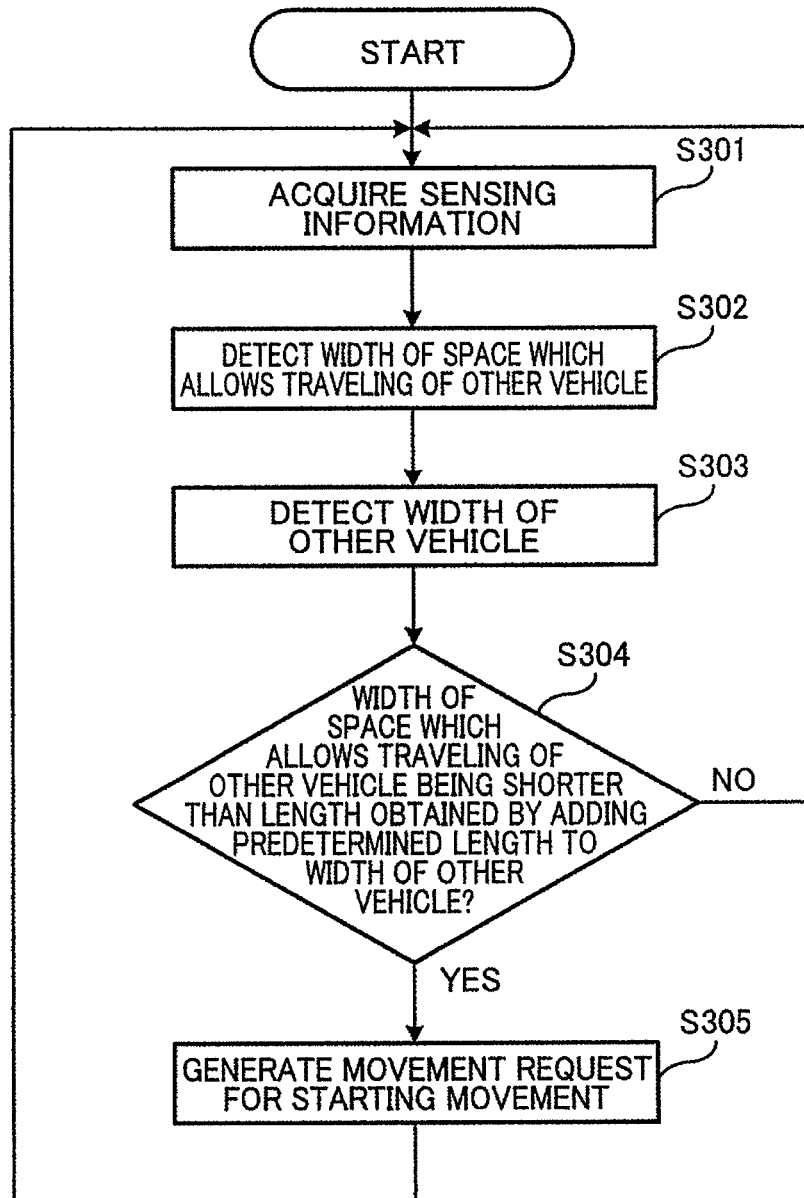 START
S301
ACQUIRE SENSING
INFORMATION
S302
DETECT WIDTH OF SPACE WHICH
ALLOWS TRAVELING OF OTHER VEHICLE
S303
DETECT WIDTH OF
OTHER VEHICLE
S304
WIDTH OF
SPACE WHICH
ALLOWS TRAVELING OF
OTHER VEHICLE BEING SHORTER
THAN LENGTH OBTAINED BY ADDING
PREDETERMINED LENGTH TO
WIDTH OF OTHER
VEHICLE?
NO
YES
S305
GENERATE MOVEMENT REQUEST
FOR STARTING MOVEMENT